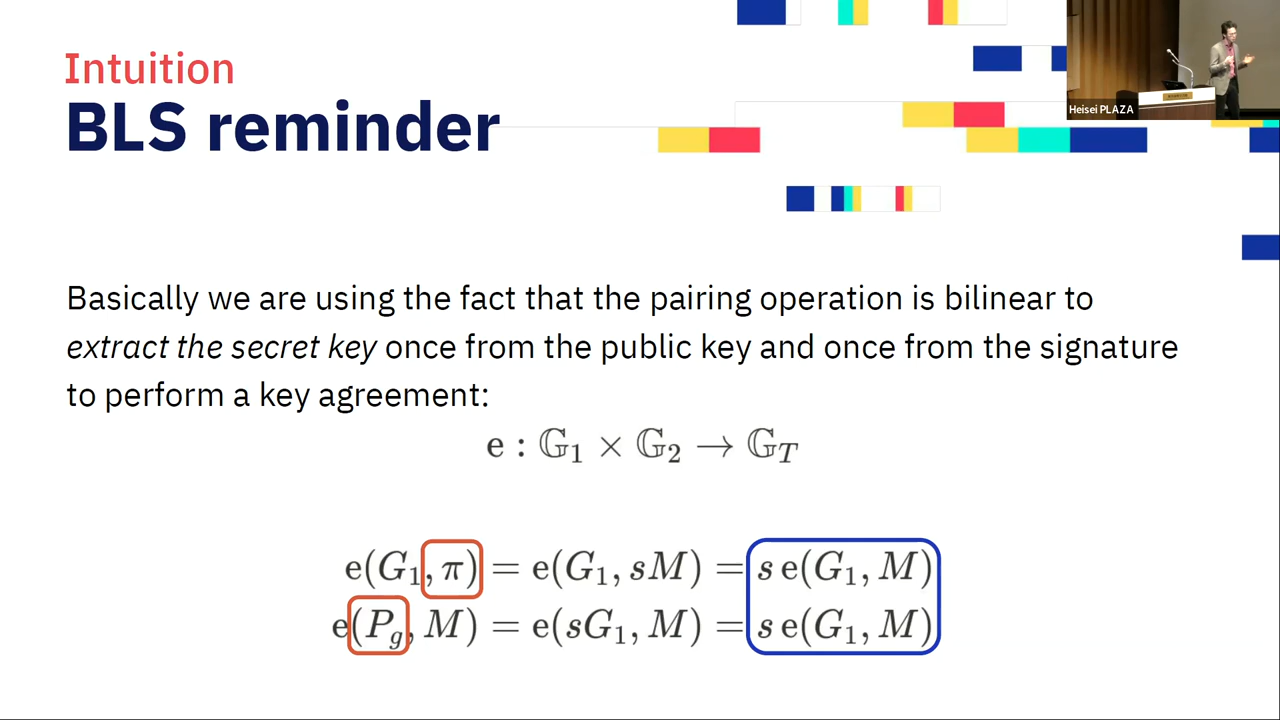 Intuition
BLS reminder
Heisei PLAZA
Basically we are using the fact that the pairing operation is bilinear to
extract the secret key once from the public key and once from the signature
to perform a key agreement:
e : 𝔾₁ × 𝔾₂ → 𝔾_T
e(G₁, π) = e(G₁, sM) = s e(G₁, M)
e(P_g, M) = e(sG₁, M) = s e(G₁, M)